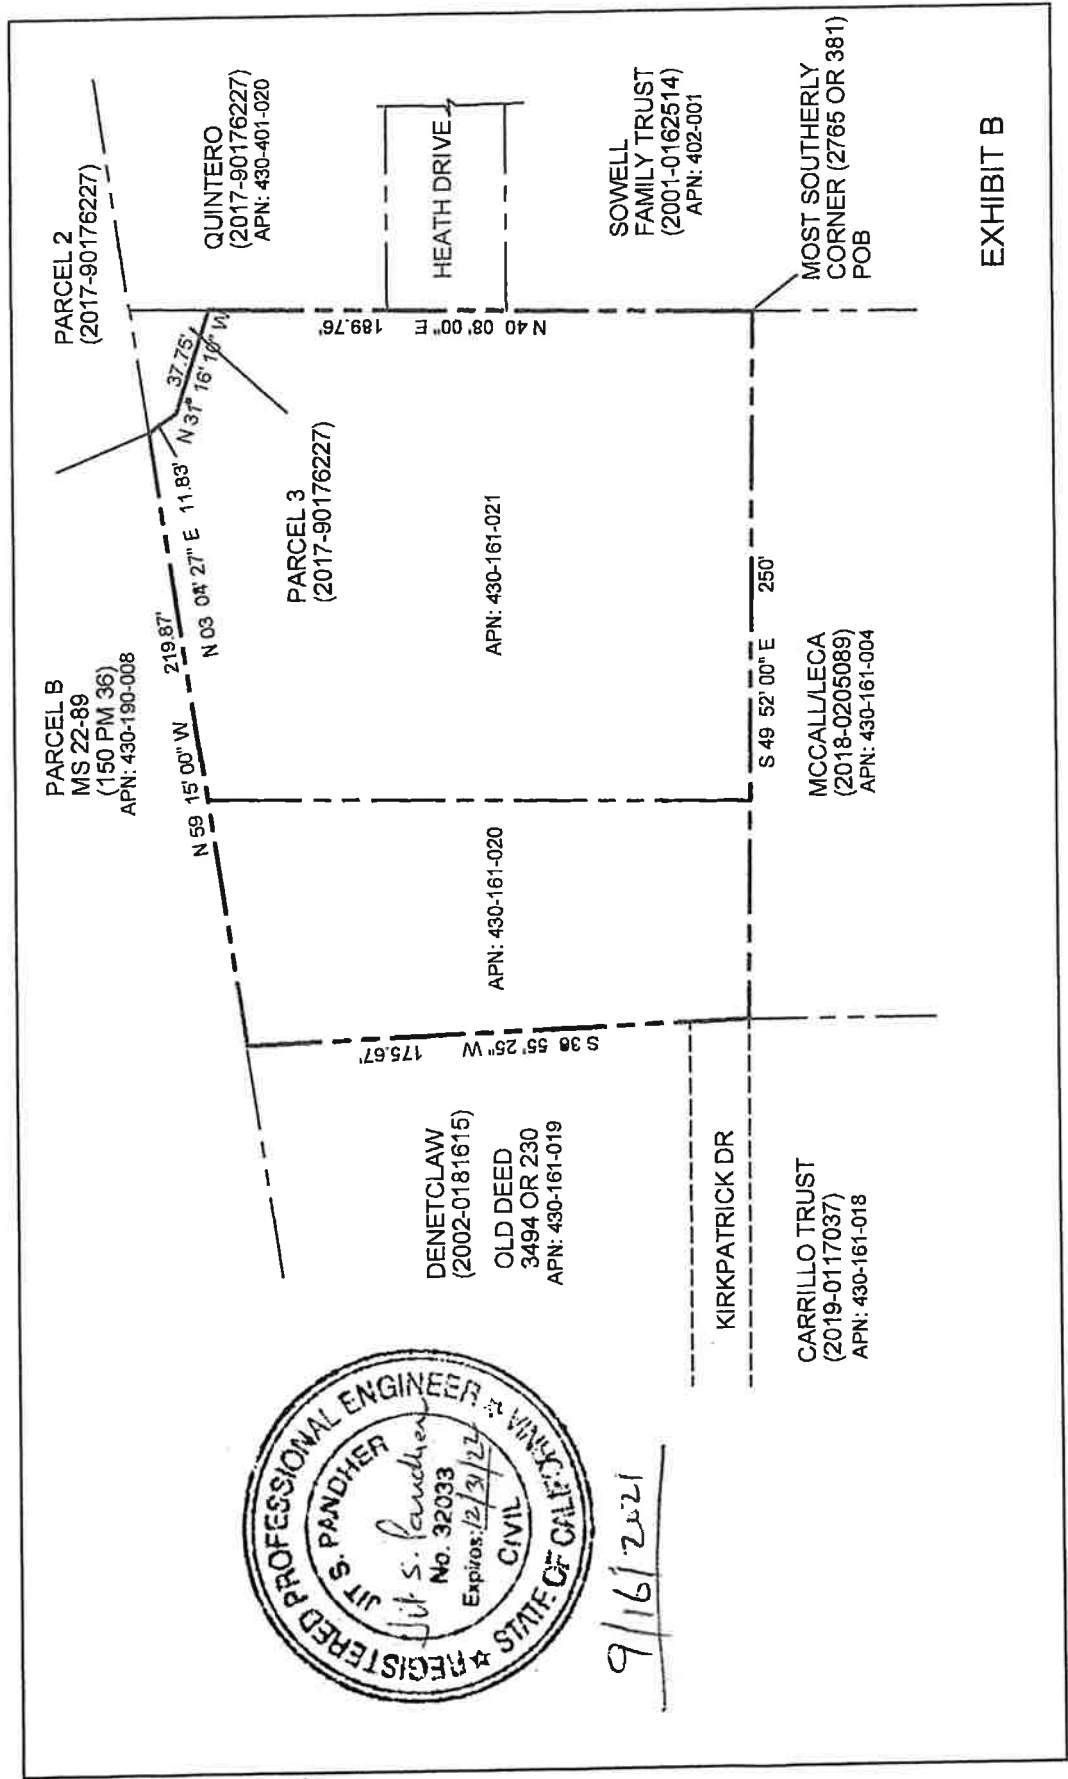 PARCEL B
MS 22-89
(150 PM 36)
APN: 430-190-008
PARCEL 2
(2017-90176227)
QUINTERO
(2017-90176227)
APN: 430-401-020
N 59 15' 00" W
219.87'
N 03 04' 27" E 11.83'
37.75'
N 31° 16' 10" W
PARCEL 3
(2017-90176227)
N 40 08' 00" E 189.76'
HEATH DRIVE
SOWELL
FAMILY TRUST
(2001-0162514)
APN: 402-001
APN: 430-161-021
APN: 430-161-020
S 38 55' 25" W 175.67'
DENETCLAW
(2002-0181615)
OLD DEED
3494 OR 230
APN: 430-161-019
KIRKPATRICK DR
CARRILLO TRUST
(2019-0117037)
APN: 430-161-018
S 49 52' 00" E 250'
MCCALL/LECA
(2018-0205089)
APN: 430-161-004
MOST SOUTHERLY
CORNER (2765 OR 381)
POB
EXHIBIT B
REGISTERED PROFESSIONAL ENGINEER
JIT S. PANDHER
Jit S. Pandher
No. 32033
Expires: 12/31/22
CIVIL
STATE OF CALIFORNIA
9/16/2021